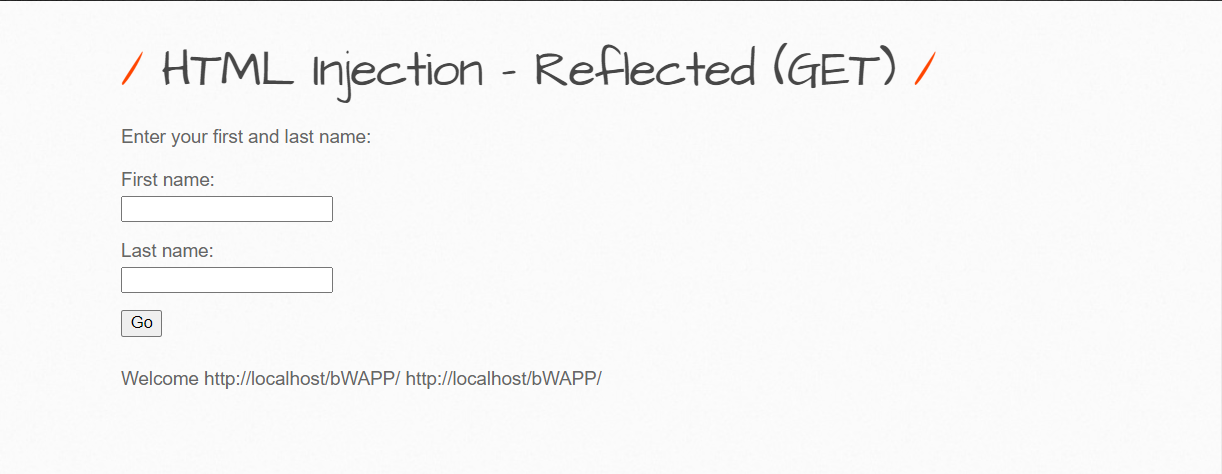 / HTML Injection - Reflected (GET) /
Enter your first and last name:
First name:
Last name:
Go
Welcome http://localhost/bWAPP/ http://localhost/bWAPP/